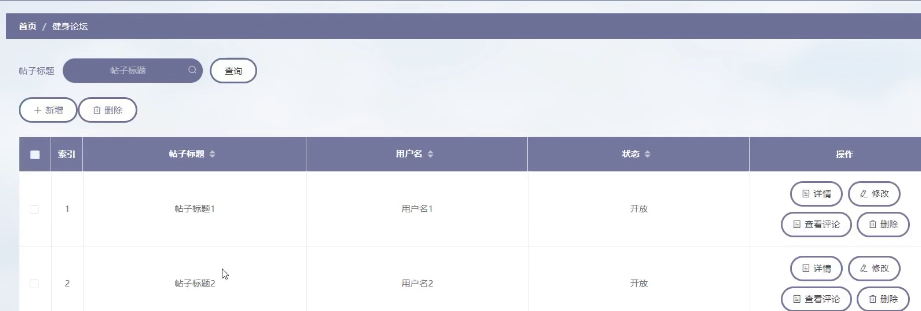 首页 / 健身论坛
帖子标题 帖子标题 查询
新增 删除
索引 帖子标题 用户名 状态 操作
1 帖子标题1 用户名1 开放 详情 修改
查看评论 删除
2 帖子标题2 用户名2 开放 详情 修改
查看评论 删除